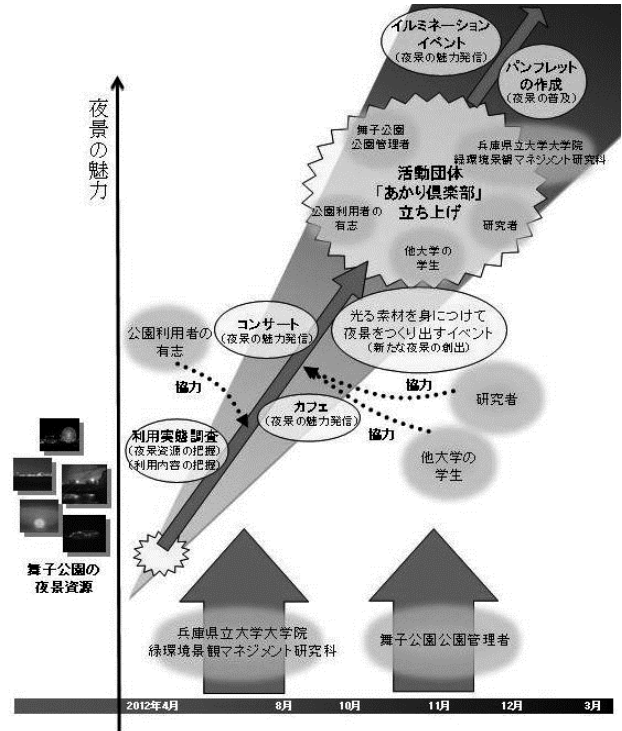 イルミネーション
イベント
(夜景の魅力発信)
パンフレット
の作成
(夜景の普及)
夜景の魅力
舞子公園
公園管理者
兵庫県立大学大学院
緑環境景観マネジメント研究科
活動団体
「あかり倶楽部」
立ち上げ
公園利用者の
有志
研究者
他大学の
学生
コンサート
(夜景の魅力発信)
光る素材を身につけて
夜景をつくり出すイベント
(新たな夜景の創出)
公園利用者の
有志
協力
協力
研究者
カフェ
(夜景の魅力発信)
協力
利用実態調査
(夜景資源の把握)
(利用内容の把握)
他大学の
学生
舞子公園の
夜景資源
兵庫県立大学大学院
緑環境景観マネジメント研究科
舞子公園公園管理者
2012年4月
8月
10月
11月
12月
3月